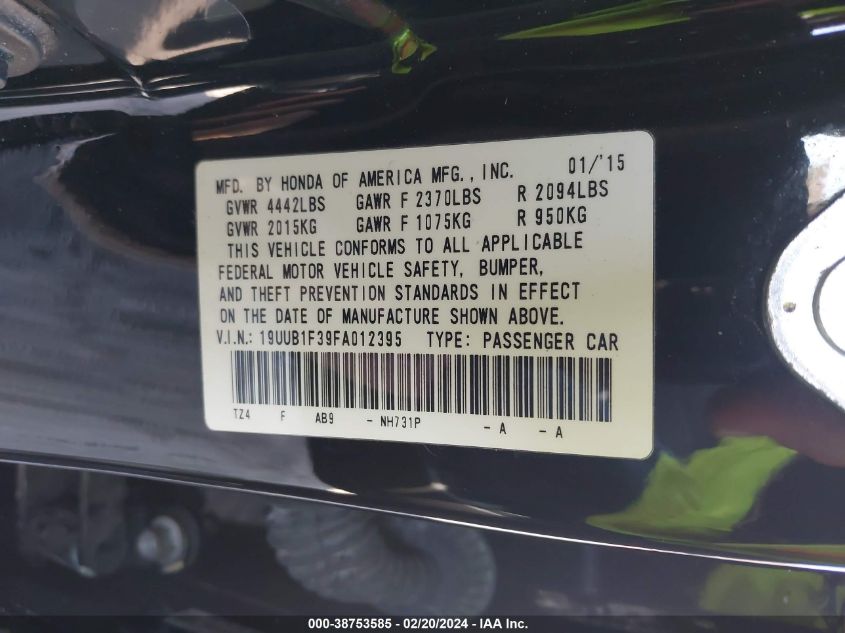 MFD. BY HONDA OF AMERICA MFG., INC. 01/'15
GVWR 4442LBS GAWR F 2370LBS R 2094LBS
GVWR 2015KG GAWR F 1075KG R 950KG
THIS VEHICLE CONFORMS TO ALL APPLICABLE
FEDERAL MOTOR VEHICLE SAFETY, BUMPER,
AND THEFT PREVENTION STANDARDS IN EFFECT
ON THE DATE OF MANUFACTURE SHOWN ABOVE.
V.I.N.: 19UUB1F39FA012395 TYPE: PASSENGER CAR
TZ4 F AB9 - NH731P - A - A
000-38753585 - 02/20/2024 - IAA Inc.